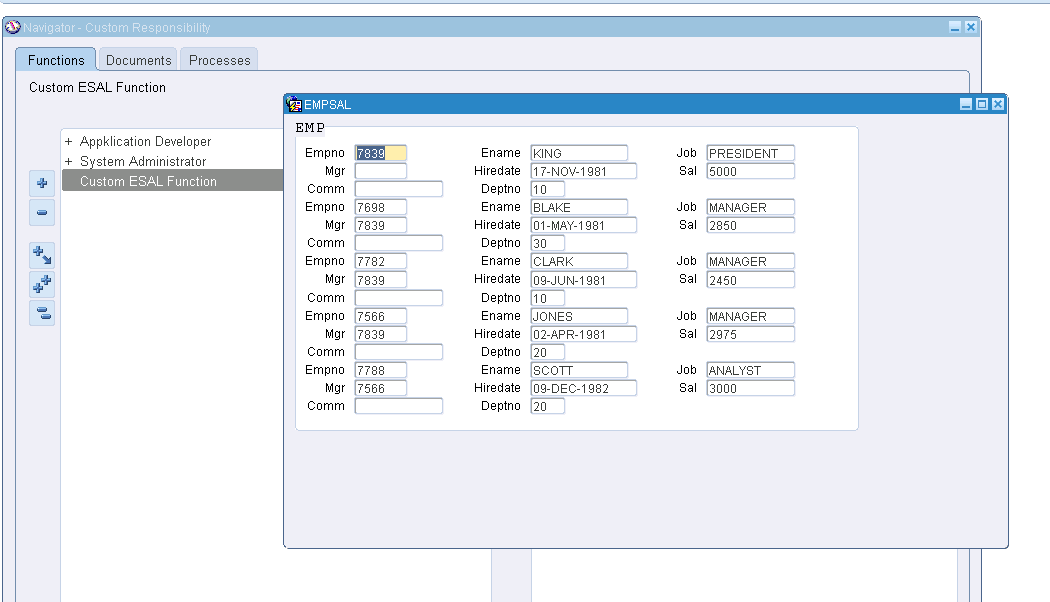 Navigator - Custom Responsibility
Functions Documents Processes
Custom ESAL Function
+ Appklication Developer
+ System Administrator
Custom ESAL Function
EMPSAL
EMP
Empno 7839 Ename KING Job PRESIDENT
Mgr Hiredate 17-NOV-1981 Sal 5000
Comm Deptno 10
Empno 7698 Ename BLAKE Job MANAGER
Mgr 7839 Hiredate 01-MAY-1981 Sal 2850
Comm Deptno 30
Empno 7782 Ename CLARK Job MANAGER
Mgr 7839 Hiredate 09-JUN-1981 Sal 2450
Comm Deptno 10
Empno 7566 Ename JONES Job MANAGER
Mgr 7839 Hiredate 02-APR-1981 Sal 2975
Comm Deptno 20
Empno 7788 Ename SCOTT Job ANALYST
Mgr 7566 Hiredate 09-DEC-1982 Sal 3000
Comm Deptno 20